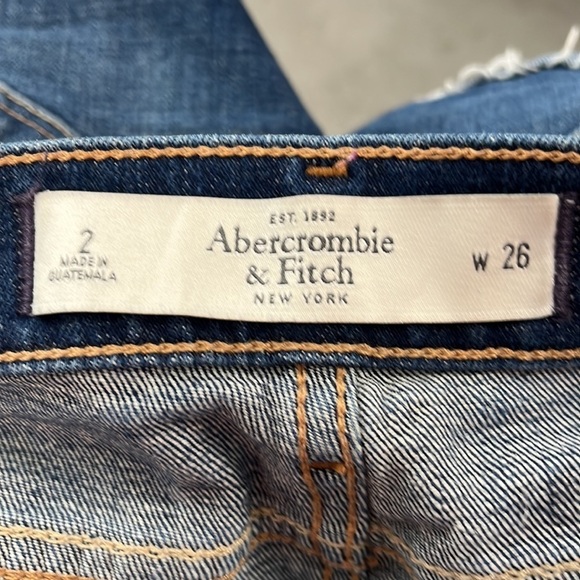 2
MADE IN
GUATEMALA
EST. 1892
Abercrombie
& Fitch
NEW YORK
W 26